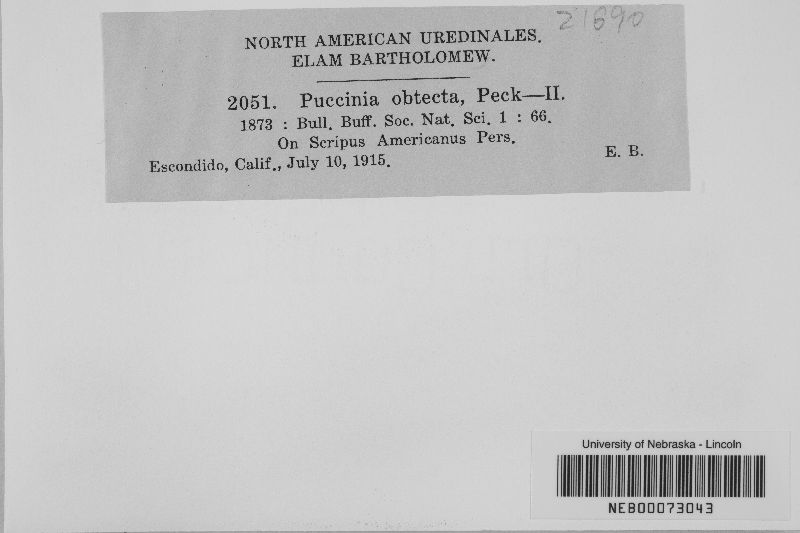 21690
NORTH AMERICAN UREDINALES.
ELAM BARTHOLOMEW.
2051. Puccinia obtecta, Peck—II.
1873 : Bull. Buff. Soc. Nat. Sci. 1 : 66.
On Scripus Americanus Pers.
Escondido, Calif., July 10, 1915. E. B.
University of Nebraska - Lincoln
NEB00073043